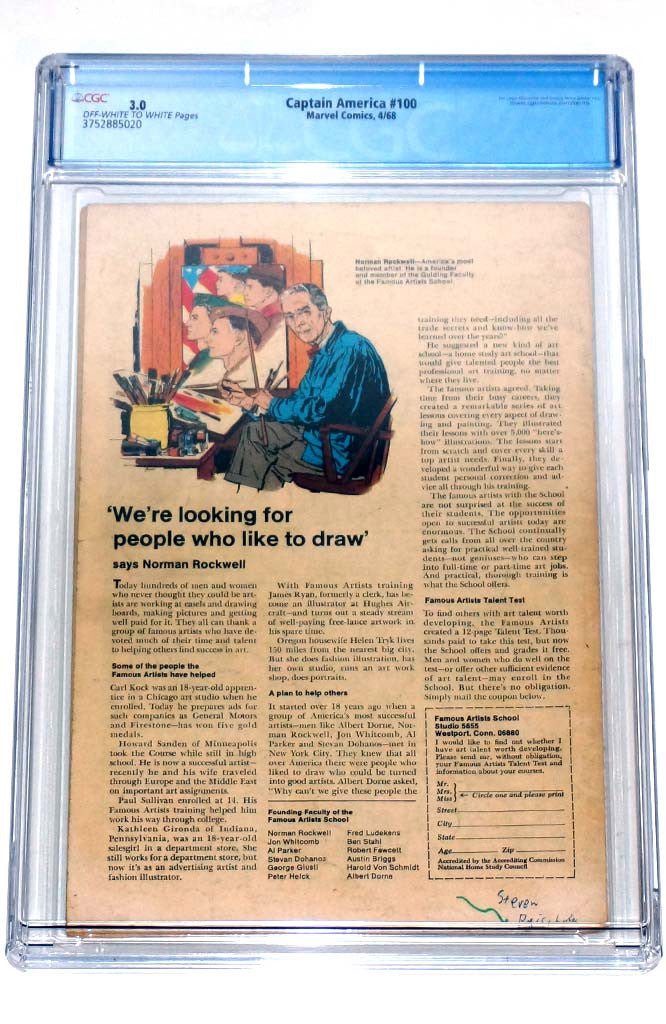 CGC
3.0
OFF-WHITE TO WHITE Pages
3752885020
Captain America #100
Marvel Comics, 4/68
Norman Rockwell—America's most
beloved artist. He is a founder
and member of the Guiding Faculty
of the Famous Artists School.
'We're looking for
people who like to draw'
says Norman Rockwell
Today hundreds of men and women
who never thought they could be art-
ists are working at easels and drawing
boards, making pictures and getting
well paid for it. They all can thank a
group of famous artists who have de-
voted much of their time and talent
to helping others find success in art.
Some of the people the
Famous Artists have helped
Carl Kock was an 18-year-old appren-
tice in a Chicago art studio when he
enrolled. Today he prepares ads for
such companies as General Motors
and Firestone—has won five gold
medals.
Howard Sanden of Minneapolis
took the Course while still in high
school. He is now a successful artist—
recently he and his wife traveled
through Europe and the Middle East
on important art assignments.
Paul Sullivan enrolled at 14. His
Famous Artists training helped him
work his way through college.
Kathleen Gironda of Indiana,
Pennsylvania, was an 18-year-old
salesgirl in a department store. She
still works for a department store, but
now it's as an advertising artist and
fashion illustrator.
With Famous Artists training
James Ryan, formerly a clerk, has be-
come an illustrator at Hughes Air-
craft—and turns out a steady stream
of well-paying free-lance artwork in
his spare time.
Oregon housewife Helen Tryk lives
150 miles from the nearest big city.
But she does fashion illustration, has
her own studio, runs an art work
shop, does portraits.
A plan to help others
It started over 18 years ago when a
group of America's most successful
artists—men like Albert Dorne, Nor-
man Rockwell, Jon Whitcomb, Al
Parker and Stevan Dohanos—met in
New York City. They knew that all
over America there were people who
liked to draw who could be turned
into good artists. Albert Dorne asked,
"Why can't we give these people the
Founding Faculty of the
Famous Artists School
Norman Rockwell
Jon Whitcomb
Al Parker
Stevan Dohanos
George Giusti
Peter Helck
Fred Ludekens
Ben Stahl
Robert Fawcett
Austin Briggs
Harold Von Schmidt
Albert Dorne
training they need—including all the
trade secrets and know-how we've
learned over the years?"
He suggested a new kind of art
school—a home study art school—that
would give talented people the best
professional art training, no matter
where they live.
The famous artists agreed. Taking
time from their busy careers, they
created a remarkable series of art
lessons covering every aspect of draw-
ing and painting. They illustrated
their lessons with over 5,000 "here's-
how" illustrations. The lessons start
from scratch and cover every skill a
top artist needs. Finally, they de-
veloped a wonderful way to give each
student personal correction and ad-
vice all through his training.
The famous artists with the School
are not surprised at the success of
their students. The opportunities
open to successful artists today are
enormous. The School continually
gets calls from all over the country
asking for practical well-trained stu-
dents—not geniuses—who can step
into full-time or part-time art jobs.
And practical, thorough training is
what the School offers.
Famous Artists Talent Test
To find others with art talent worth
developing, the Famous Artists
created a 12-page Talent Test. Thou-
sands paid to take this test, but now
the School offers and grades it free.
Men and women who do well on the
test—or offer other sufficient evidence
of art talent—may enroll in the
School. But there's no obligation.
Simply mail the coupon below.
Famous Artists School
Studio 5655
Westport, Conn. 06880
I would like to find out whether I
have art talent worth developing.
Please send me, without obligation,
your Famous Artists Talent Test and
information about your courses.
Mr.
Mrs.
Miss
Circle one and please print
Street
City
State
Age Zip
Accredited by the Accrediting Commission
National Home Study Council
Steven